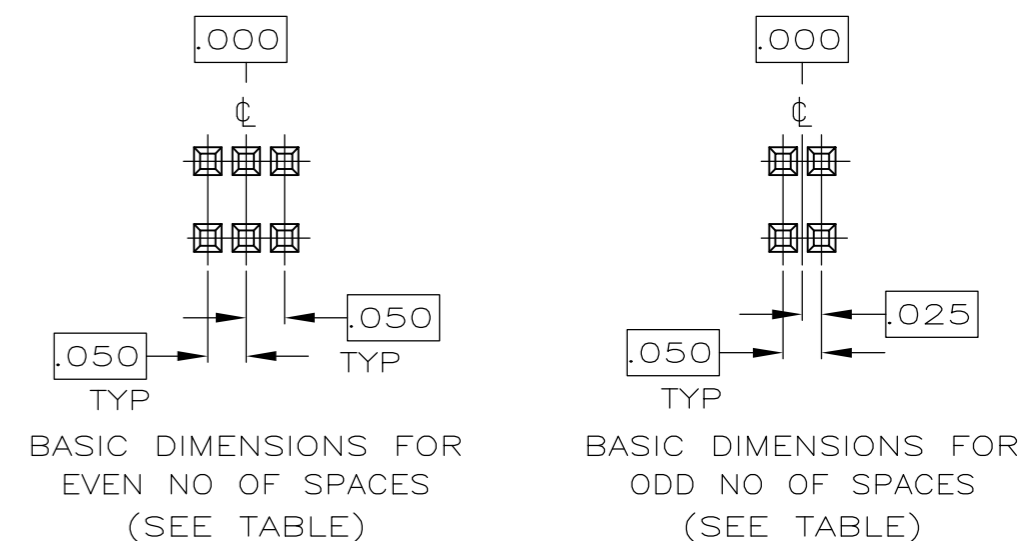 .000
℄
.050
.050
TYP
TYP
BASIC DIMENSIONS FOR
EVEN NO OF SPACES
(SEE TABLE)
.000
℄
.025
.050
TYP
BASIC DIMENSIONS FOR
ODD NO OF SPACES
(SEE TABLE)